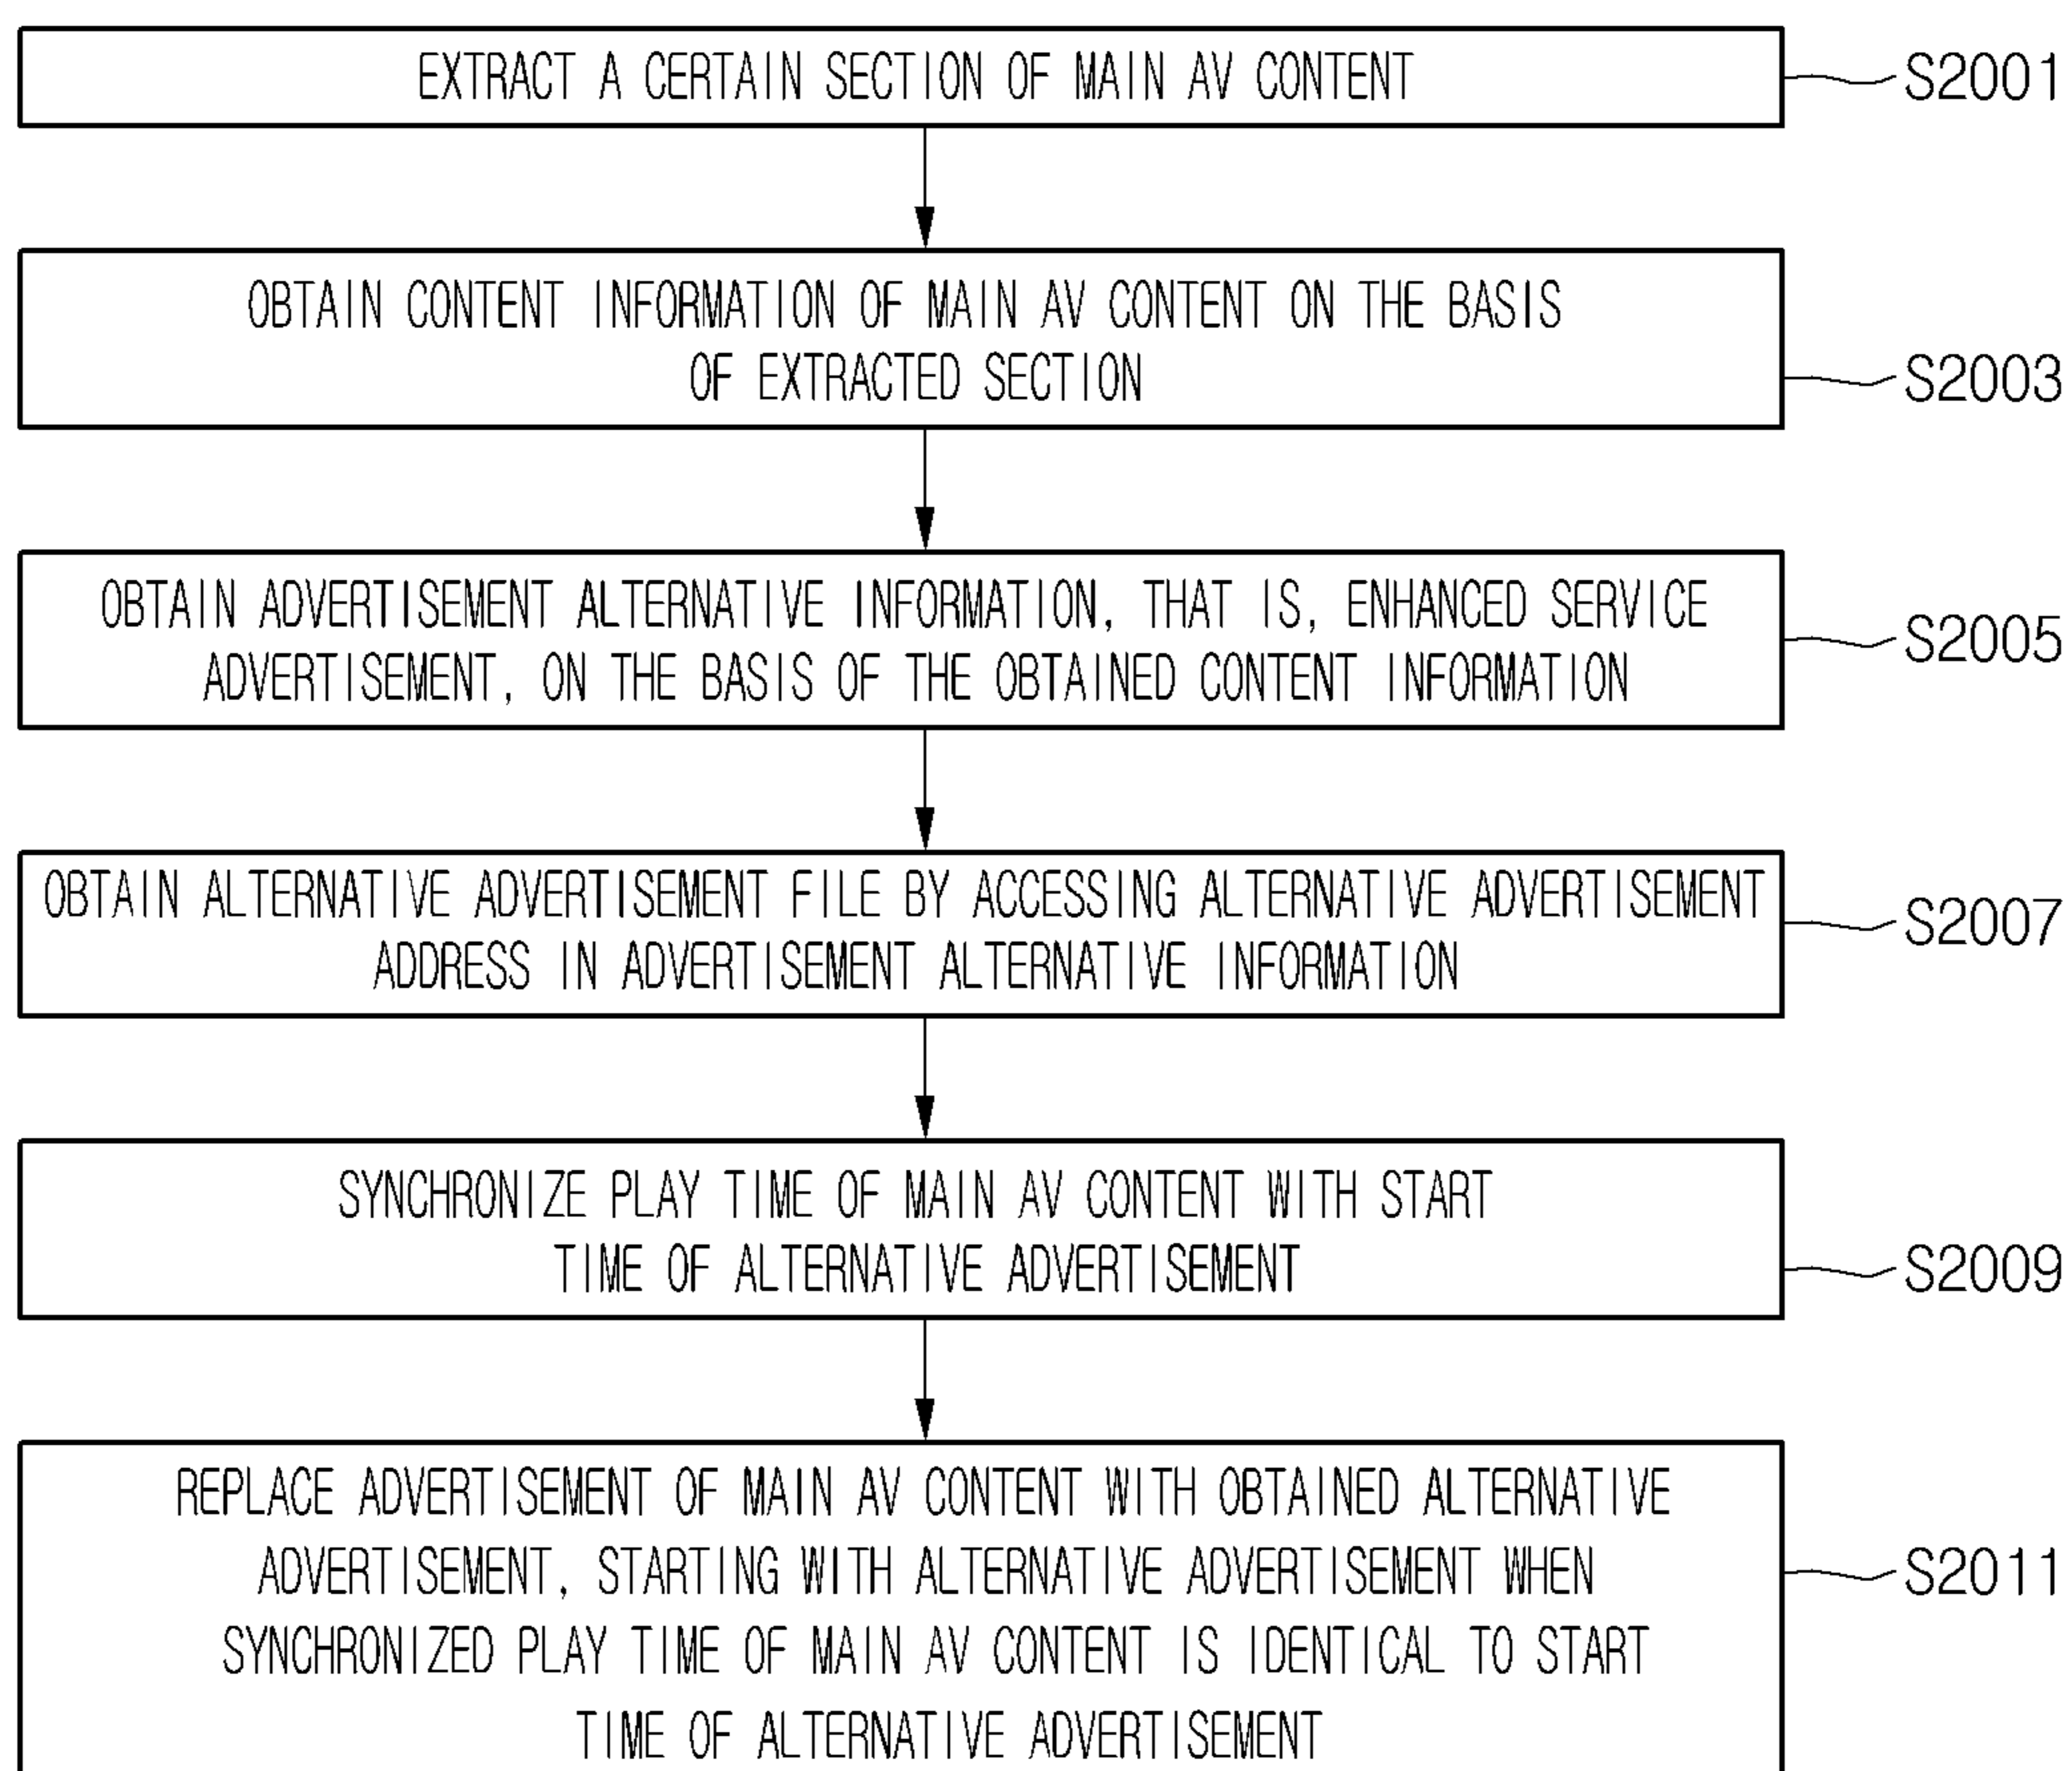 EXTRACT A CERTAIN SECTION OF MAIN AV CONTENT
S2001
OBTAIN CONTENT INFORMATION OF MAIN AV CONTENT ON THE BASIS
OF EXTRACTED SECTION
S2003
OBTAIN ADVERTISEMENT ALTERNATIVE INFORMATION, THAT IS, ENHANCED SERVICE
ADVERTISEMENT, ON THE BASIS OF THE OBTAINED CONTENT INFORMATION
S2005
OBTAIN ALTERNATIVE ADVERTISEMENT FILE BY ACCESSING ALTERNATIVE ADVERTISEMENT
ADDRESS IN ADVERTISEMENT ALTERNATIVE INFORMATION
S2007
SYNCHRONIZE PLAY TIME OF MAIN AV CONTENT WITH START
TIME OF ALTERNATIVE ADVERTISEMENT
S2009
REPLACE ADVERTISEMENT OF MAIN AV CONTENT WITH OBTAINED ALTERNATIVE
ADVERTISEMENT, STARTING WITH ALTERNATIVE ADVERTISEMENT WHEN
SYNCHRONIZED PLAY TIME OF MAIN AV CONTENT IS IDENTICAL TO START
TIME OF ALTERNATIVE ADVERTISEMENT
S2011